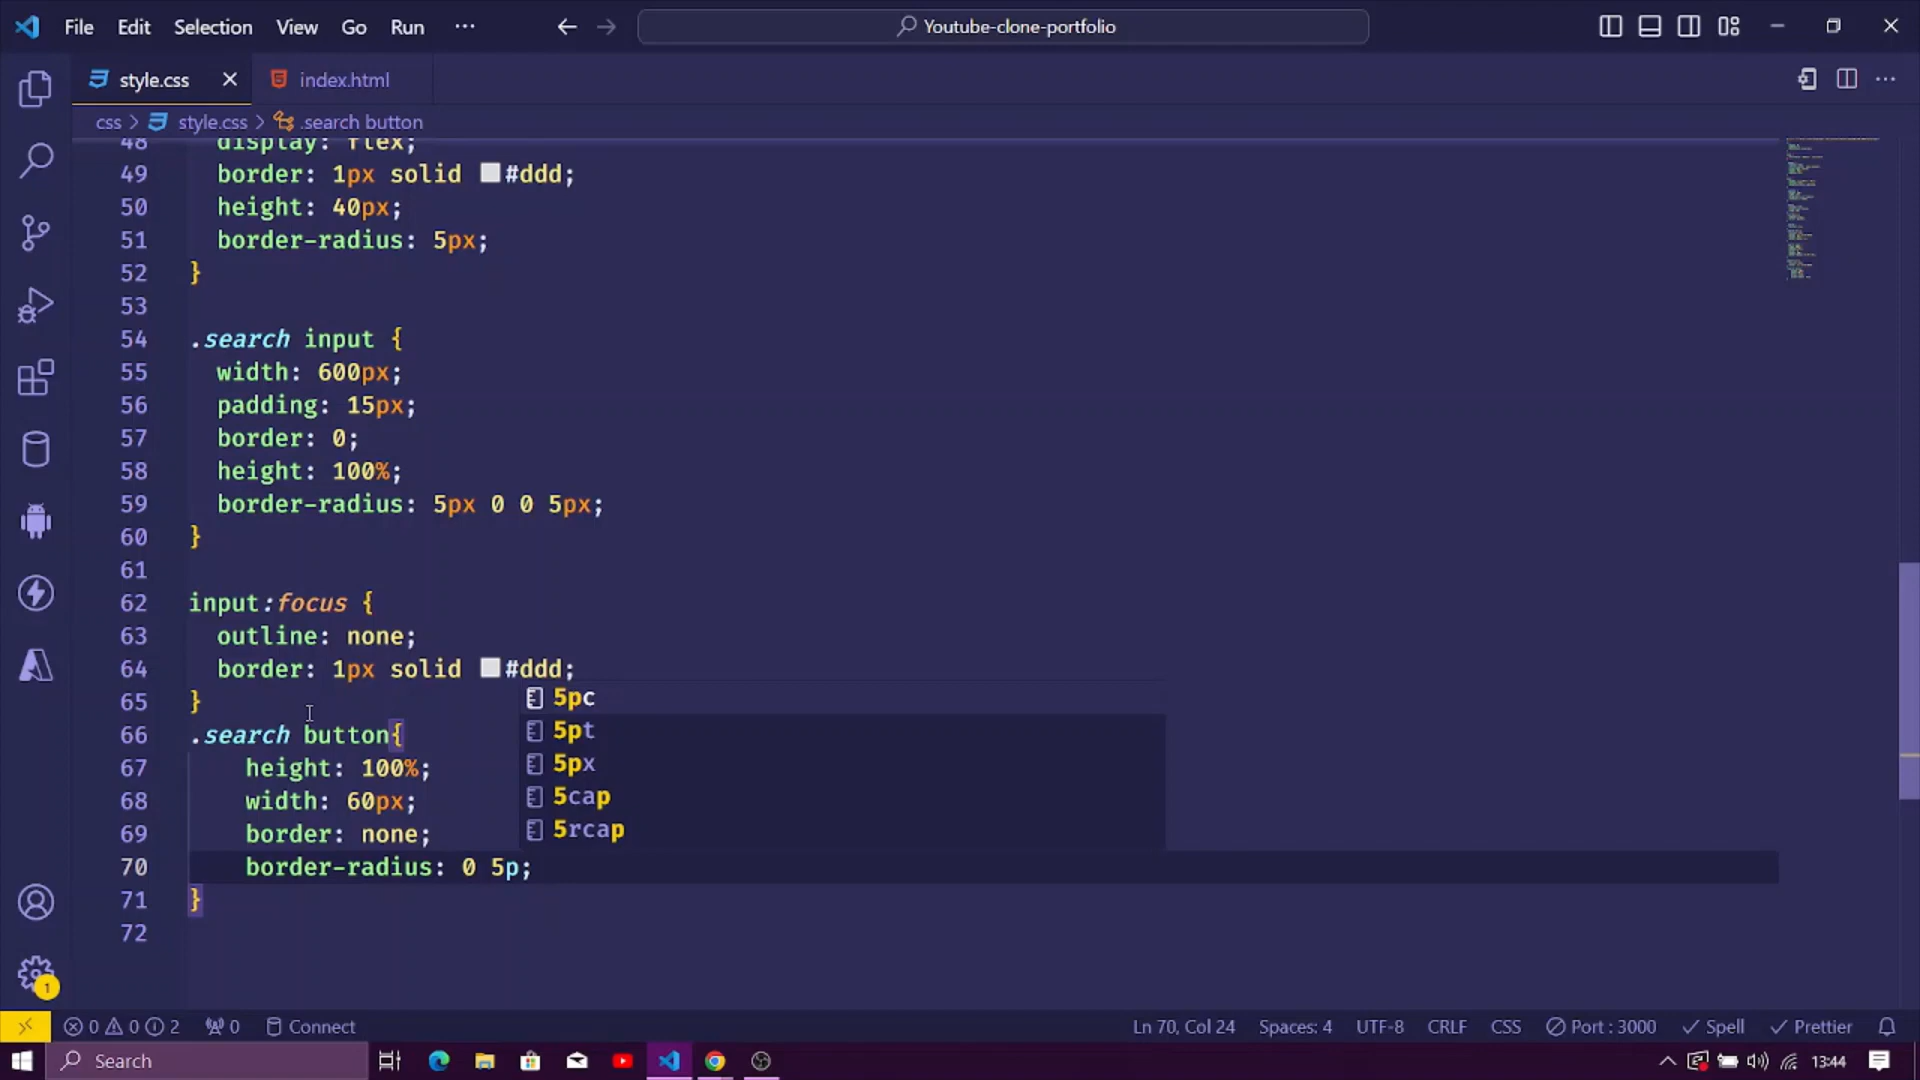 File Edit Selection View Go Run ··· Youtube-clone-portfolio
style.css index.html
css > style.css > .search button
48 display: flex;
49 border: 1px solid #ddd;
50 height: 40px;
51 border-radius: 5px;
52 }
53
54 .search input {
55 width: 600px;
56 padding: 15px;
57 border: 0;
58 height: 100%;
59 border-radius: 5px 0 0 5px;
60 }
61
62 input:focus {
63 outline: none;
64 border: 1px solid #ddd;
65 }
5pc
66 .search button{
5pt
67 height: 100%;
5px
68 width: 60px;
5cap
69 border: none;
5rcap
70 border-radius: 0 5p;
71 }
72
1
0 0 2 0 Connect Ln 70, Col 24 Spaces: 4 UTF-8 CRLF CSS Port : 3000 Spell Prettier
Search 13:44